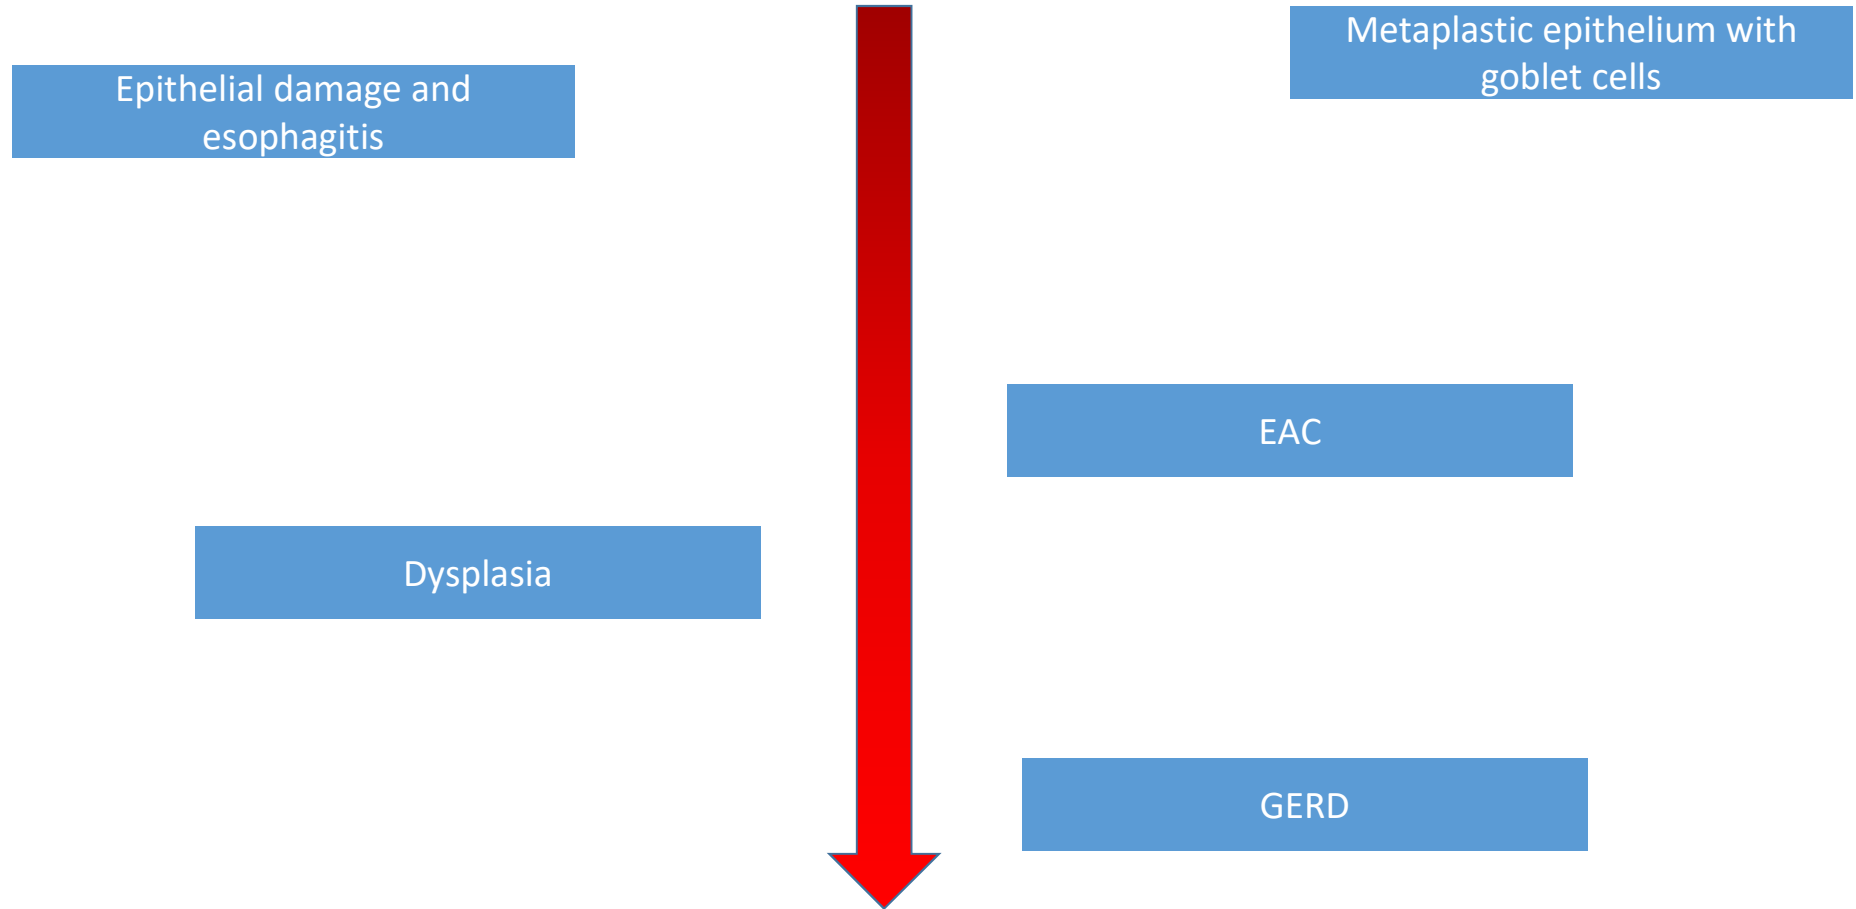 Metaplastic epithelium with
goblet cells
Epithelial damage and
esophagitis
EAC
Dysplasia
GERD